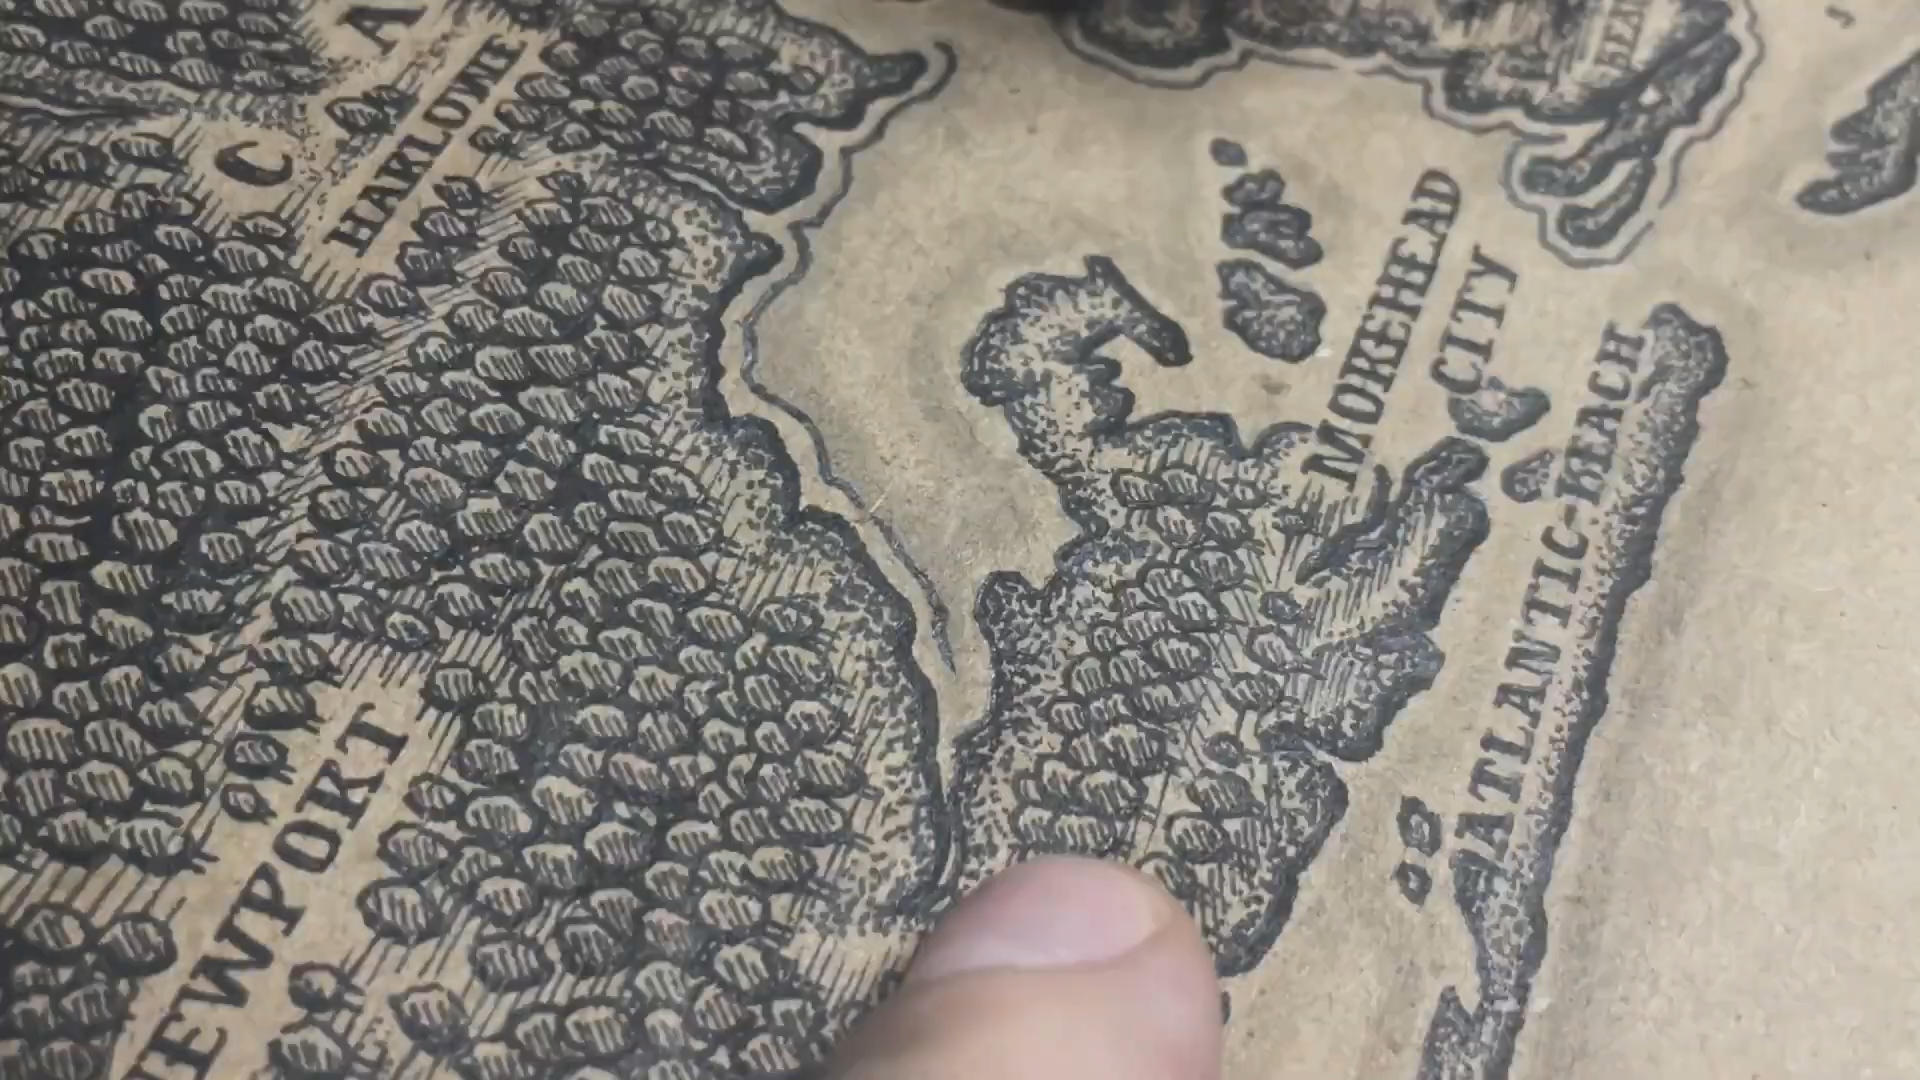 C A
HARLOWE
MOREHEAD
CITY
ATLANTIC-BEACH
NEWPORT